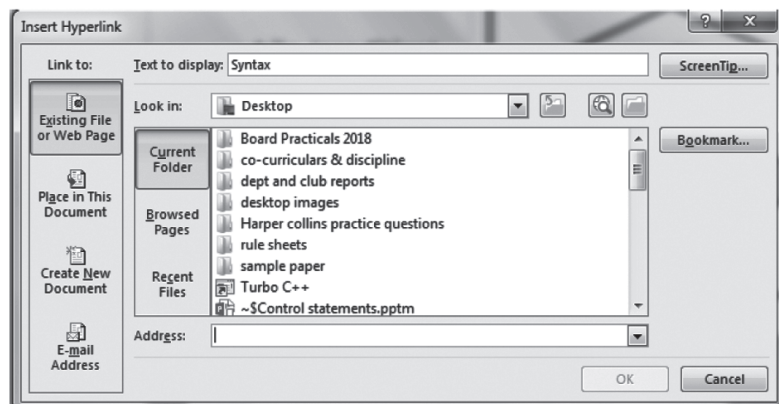 Insert Hyperlink
? X
Link to:
Text to display: Syntax
ScreenTip...
Existing File
or Web Page
Look in:
Desktop
Current
Folder
Board Practicals 2018
co-curriculars & discipline
dept and club reports
desktop images
Harper collins practice questions
rule sheets
sample paper
Turbo C++
~$Control statements.pptm
Bookmark...
Place in This
Document
Browsed
Pages
Create New
Document
Recent
Files
E-mail
Address
Address:
OK
Cancel